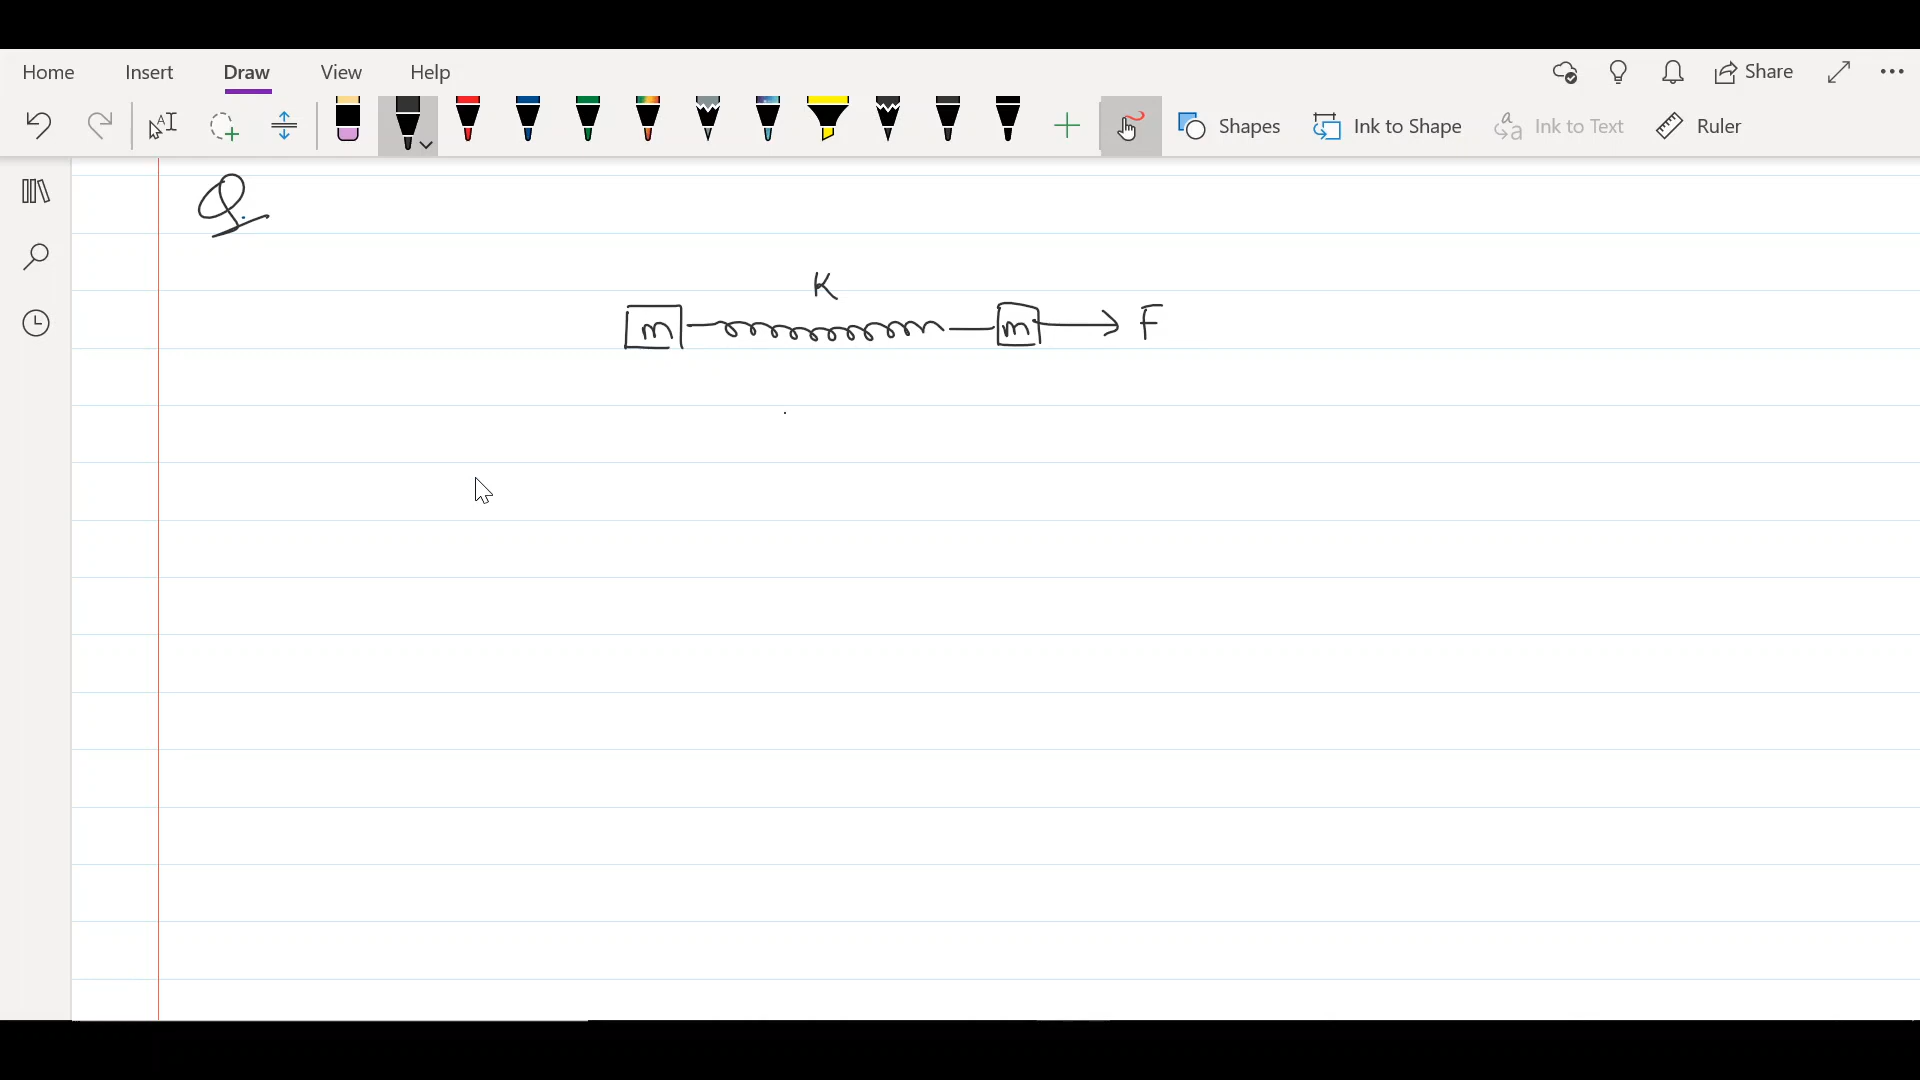 Home Insert Draw View Help Share
Shapes Ink to Shape Ink to Text Ruler
Q.
K
m m F